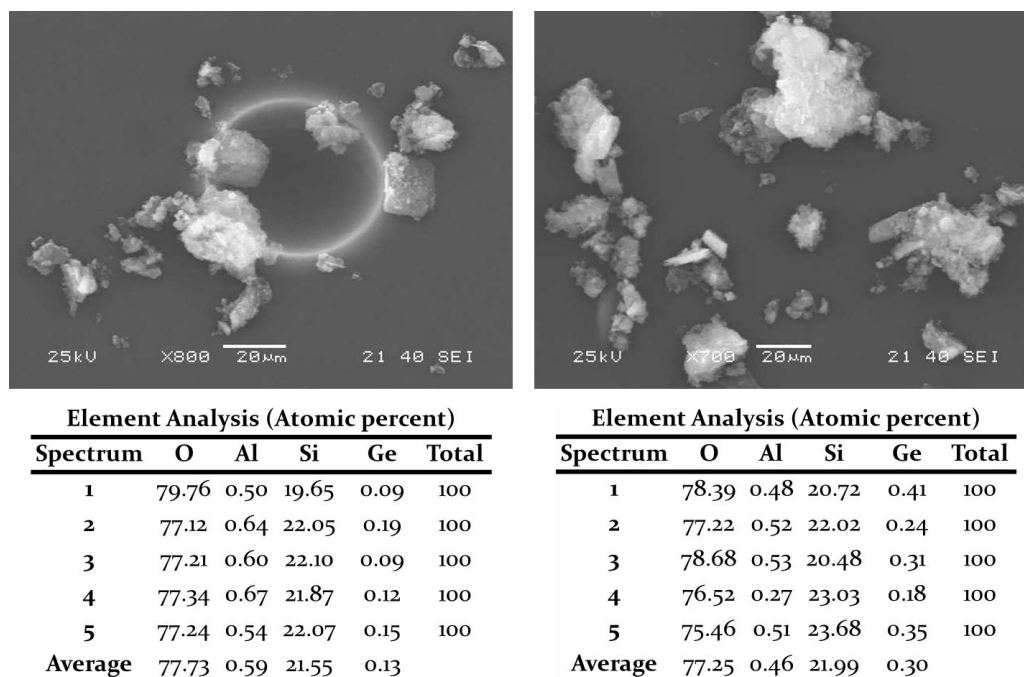 25kV X800 20µm 21 40 SEI
25kV X700 20µm 21 40 SEI
Element Analysis (Atomic percent)
Spectrum O Al Si Ge Total
1 79.76 0.50 19.65 0.09 100
2 77.12 0.64 22.05 0.19 100
3 77.21 0.60 22.10 0.09 100
4 77.34 0.67 21.87 0.12 100
5 77.24 0.54 22.07 0.15 100
Average 77.73 0.59 21.55 0.13
Element Analysis (Atomic percent)
Spectrum O Al Si Ge Total
1 78.39 0.48 20.72 0.41 100
2 77.22 0.52 22.02 0.24 100
3 78.68 0.53 20.48 0.31 100
4 76.52 0.27 23.03 0.18 100
5 75.46 0.51 23.68 0.35 100
Average 77.25 0.46 21.99 0.30